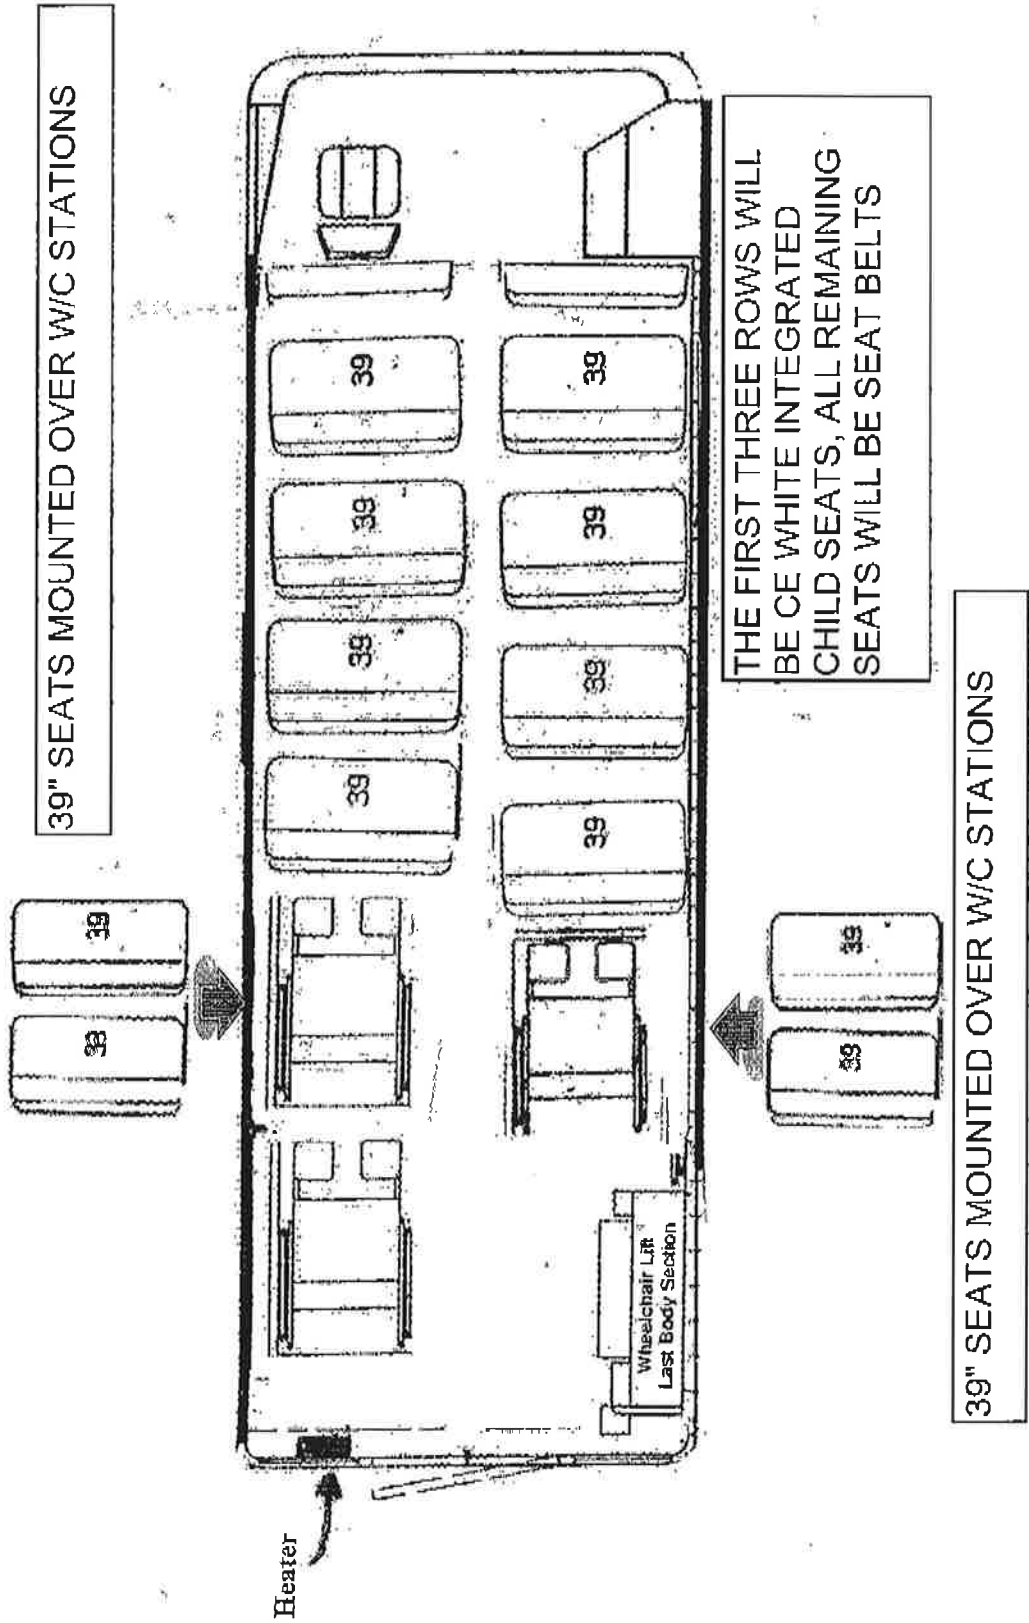 39" SEATS MOUNTED OVER W/C STATIONS
39
39
39
39
39
39
39
39
39
39
39
39
THE FIRST THREE ROWS WILL
BE CE WHITE INTEGRATED
CHILD SEATS, ALL REMAINING
SEATS WILL BE SEAT BELTS
Wheelchair Lift
Last Body Section
Heater
39" SEATS MOUNTED OVER W/C STATIONS